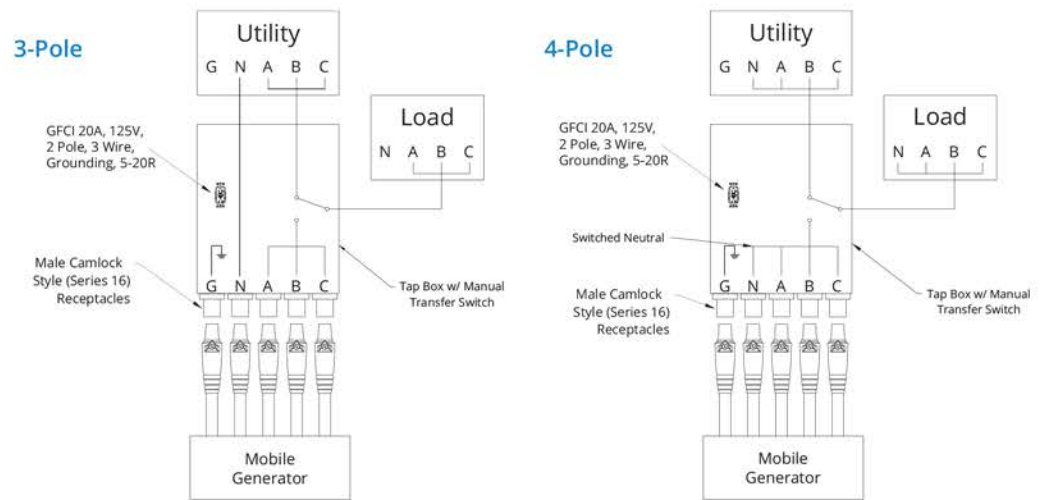 3-Pole
Utility
G N A B C
Load
N A B C
GFCI 20A, 125V,
2 Pole, 3 Wire,
Grounding, 5-20R
Male Camlock
Style (Series 16)
Receptacles
G N A B C
Tap Box w/ Manual
Transfer Switch
Mobile
Generator
4-Pole
Utility
G N A B C
Load
N A B C
GFCI 20A, 125V,
2 Pole, 3 Wire,
Grounding, 5-20R
Switched Neutral
Male Camlock
Style (Series 16)
Receptacles
G N A B C
Tap Box w/ Manual
Transfer Switch
Mobile
Generator